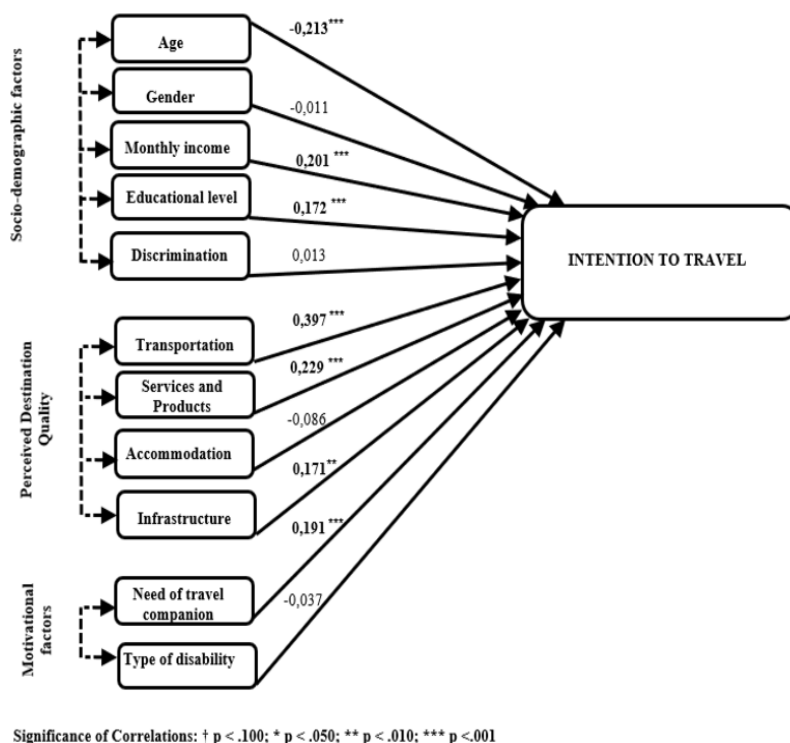 Socio-demographic factors
Age
-0,213***
Gender
-0,011
Monthly income
0,201 ***
Educational level
0,172 ***
Discrimination
0,013
INTENTION TO TRAVEL
Perceived Destination
Quality
Transportation
0,397 ***
Services and
Products
0,229 ***
Accommodation
-0,086
Infrastructure
0,171**
Motivational
factors
Need of travel
companion
0,191 ***
Type of disability
-0,037
Significance of Correlations: † p < .100; * p < .050; ** p < .010; *** p <.001